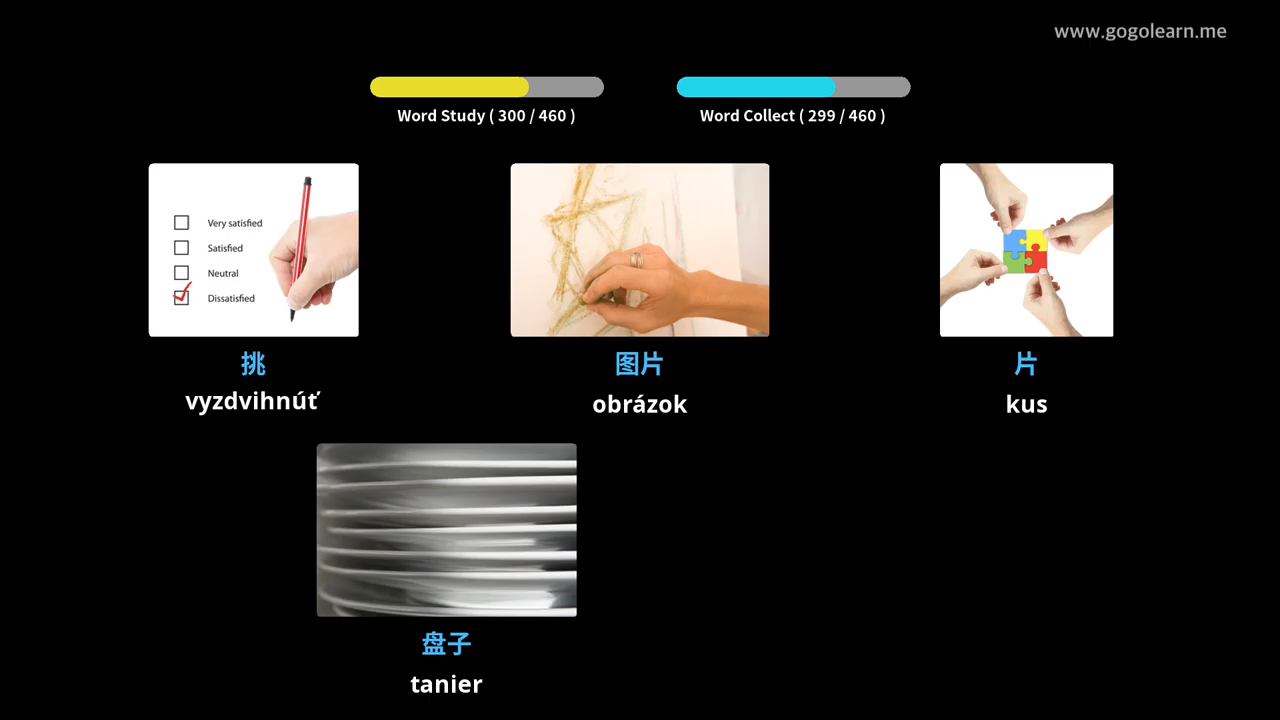 www.gogolearn.me
Word Study ( 300 / 460 )
Word Collect ( 299 / 460 )
Very satisfied
Satisfied
Neutral
Dissatisfied
挑
vyzdvihnúť
图片
obrázok
片
kus
盘子
tanier